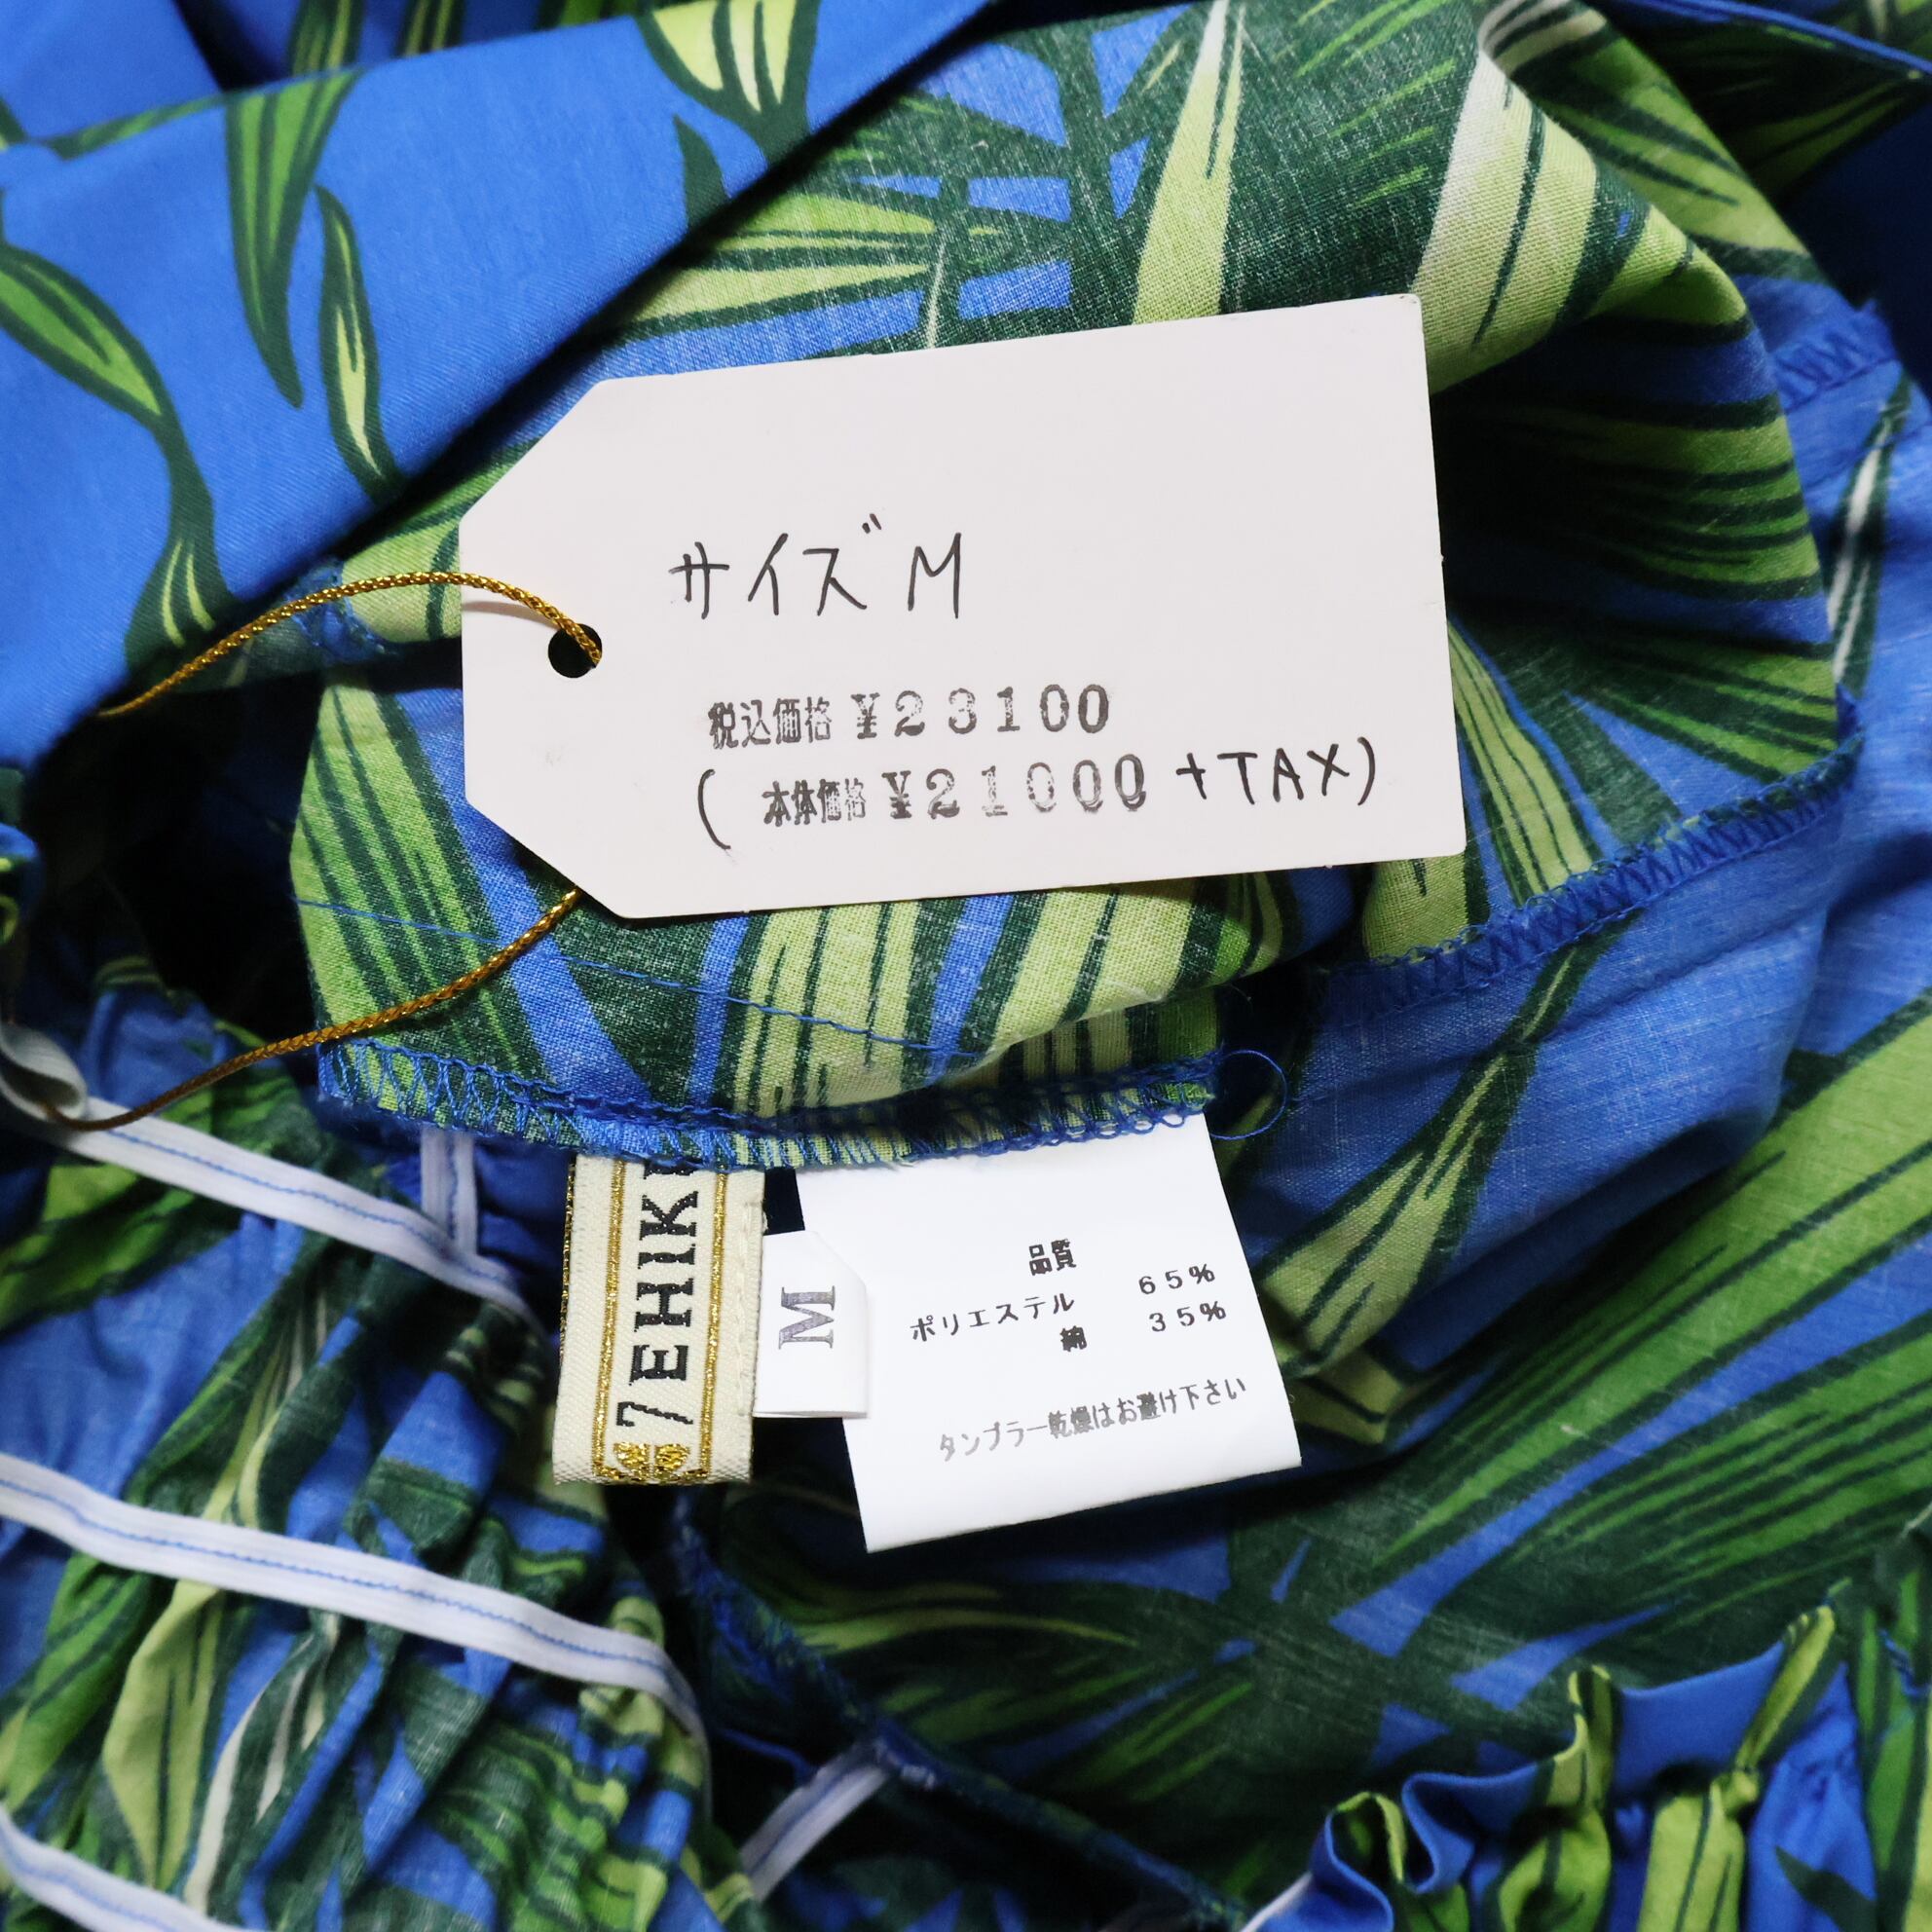 サイズ M
税込価格 ¥23100
( 本体価格 ¥21000 +TAX)
EHIK
M
品質
ポリエステル 65%
綿 35%
タンブラー乾燥はお避け下さい